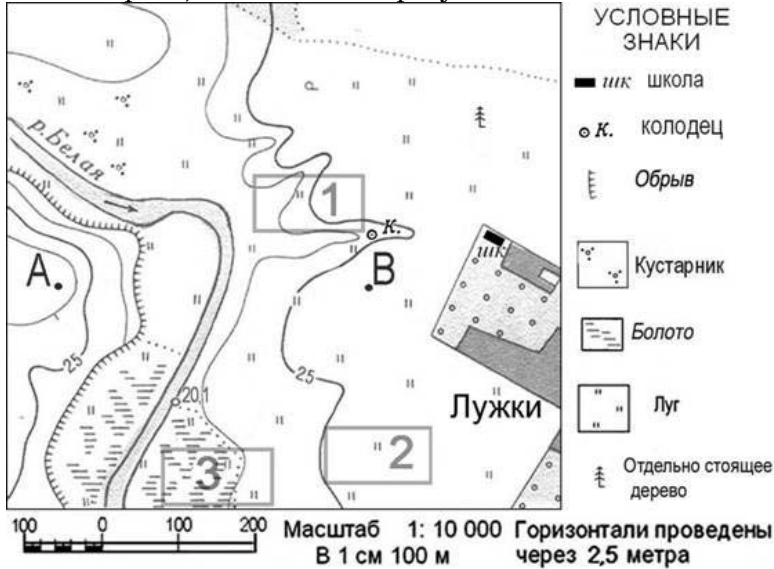 УСЛОВНЫЕ
ЗНАКИ
шк школа
К. колодец
Обрыв
Кустарник
Болото
Луг
Отдельно стоящее
дерево
р. Белая
1
К.
шк
А
В
25
25
20,1
Лужки
2
3
100 0 100 200
Масштаб 1: 10 000 Горизонтали проведены
В 1 см 100 м через 2,5 метра